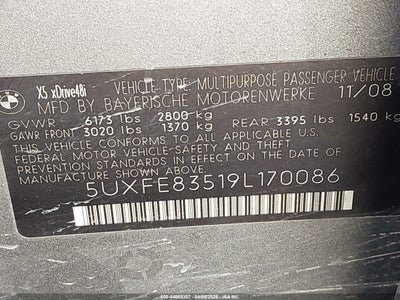 X5 xDrive48i
VEHICLE TYPE: MULTIPURPOSE PASSENGER VEHICLE
MFD BY BAYERISCHE MOTORENWERKE 11/08
GVWR 6173 lbs 2800 kg
GAWR FRONT 3020 lbs 1370 kg REAR 3395 lbs 1540 kg
THIS VEHICLE CONFORMS TO ALL APPLICABLE U.S.
FEDERAL MOTOR VEHICLE SAFETY AND THEFT
PREVENTION STANDARDS IN EFFECT ON THE
DATE OF MANUFACTURE SHOWN ABOVE
5UXFE83519L170086